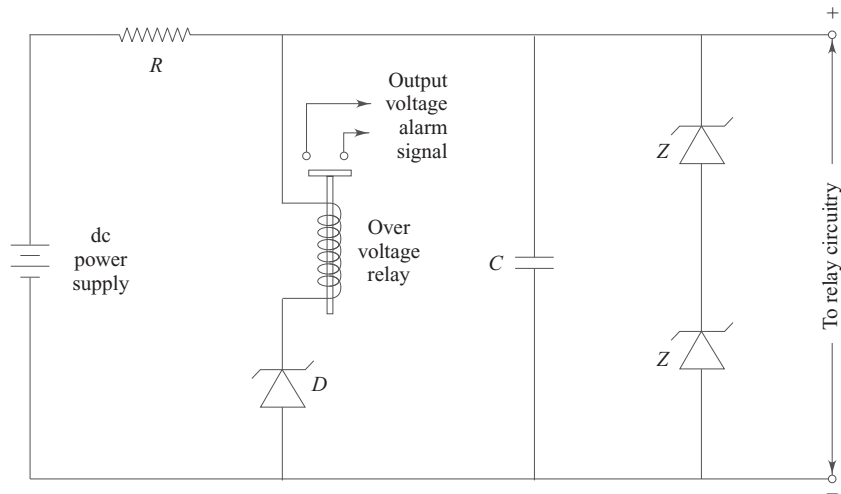 +
R
Output
voltage
alarm
signal
Z
dc
power
supply
Over
voltage
relay
C
To relay circuitry
Z
D
–